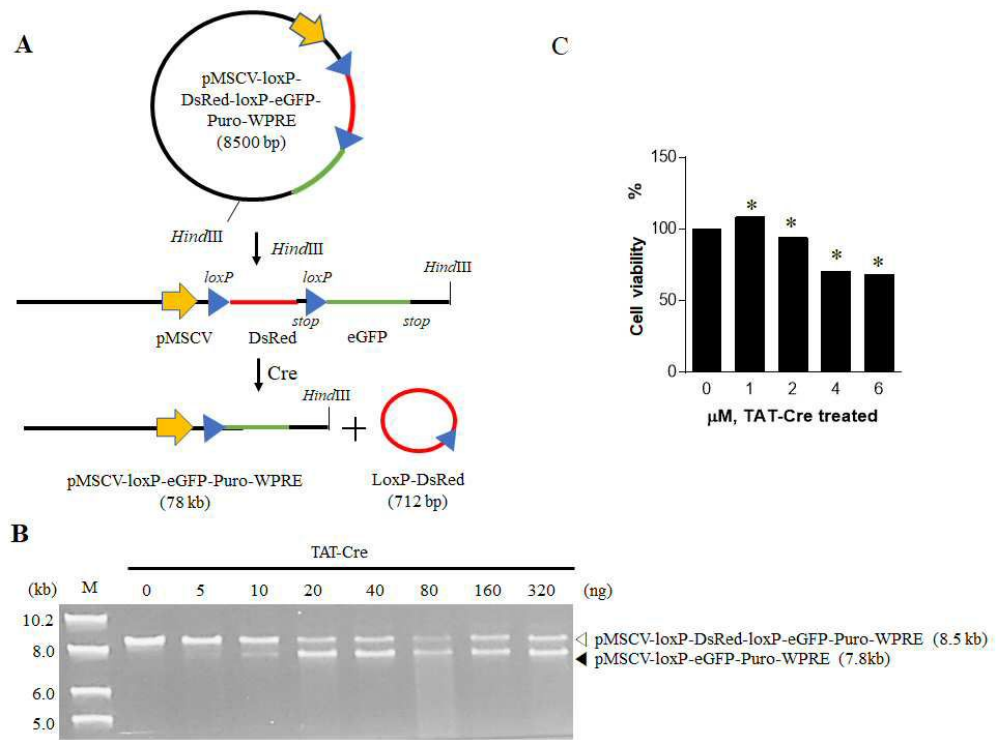 A
pMSCV-loxP-
DsRed-loxP-eGFP-
Puro-WPRE
(8500 bp)
HindIII
HindIII
HindIII
loxP
loxP
stop
stop
pMSCV
DsRed
eGFP
Cre
HindIII
+
pMSCV-loxP-eGFP-Puro-WPRE
(78 kb)
LoxP-DsRed
(712 bp)
C
150
100
50
0
%
Cell viability
* * * *
0 1 2 4 6
μM, TAT-Cre treated
B
TAT-Cre
(kb) M 0 5 10 20 40 80 160 320 (ng)
10.2
8.0
6.0
5.0
pMSCV-loxP-DsRed-loxP-eGFP-Puro-WPRE (8.5 kb)
pMSCV-loxP-eGFP-Puro-WPRE (7.8kb)